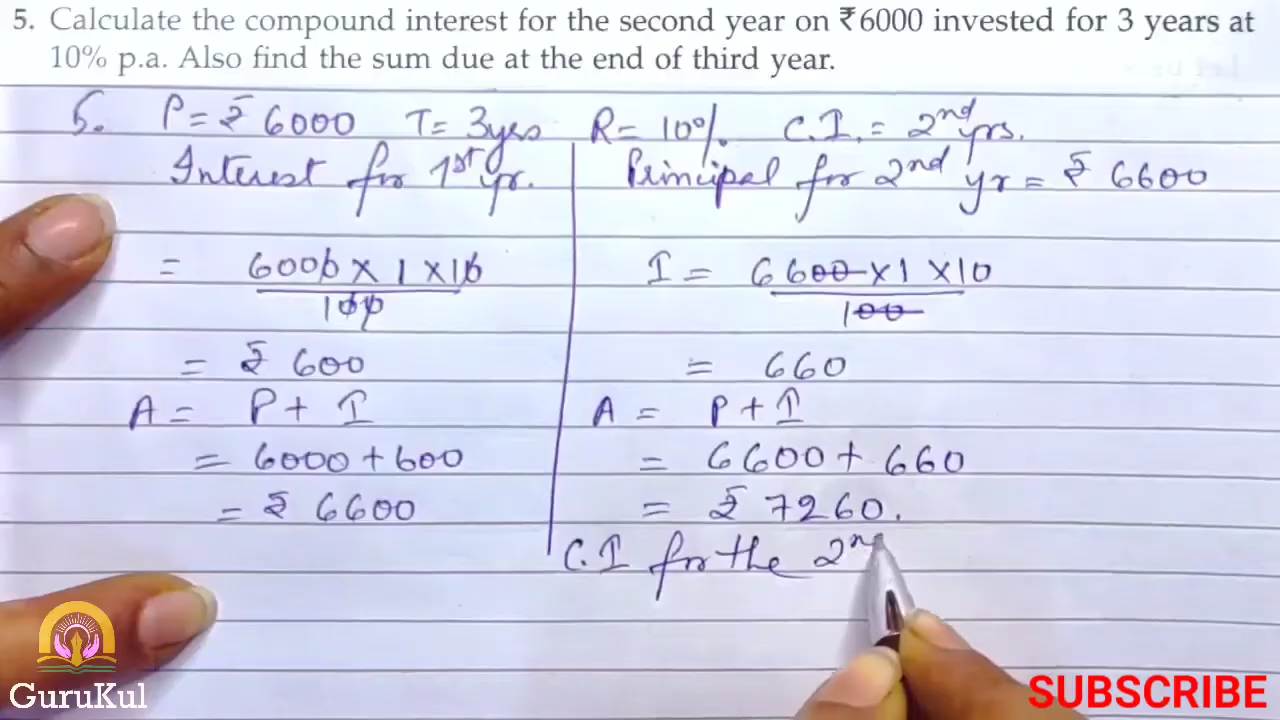 5. Calculate the compound interest for the second year on ₹6000 invested for 3 years at
10% p.a. Also find the sum due at the end of third year.
5. P = ₹ 6000 T = 3yrs R = 10% C.I. = 2nd yrs.
Interest for 1st yr.
= 6000 × 1 × 10
100
= ₹ 600
A = P + I
= 6000 + 600
= ₹ 6600
Principal for 2nd yr = ₹ 6600
I = 6600 × 1 × 10
100
= 660
A = P + I
= 6600 + 660
= ₹ 7260.
C.I for the 2n
GuruKul
SUBSCRIBE